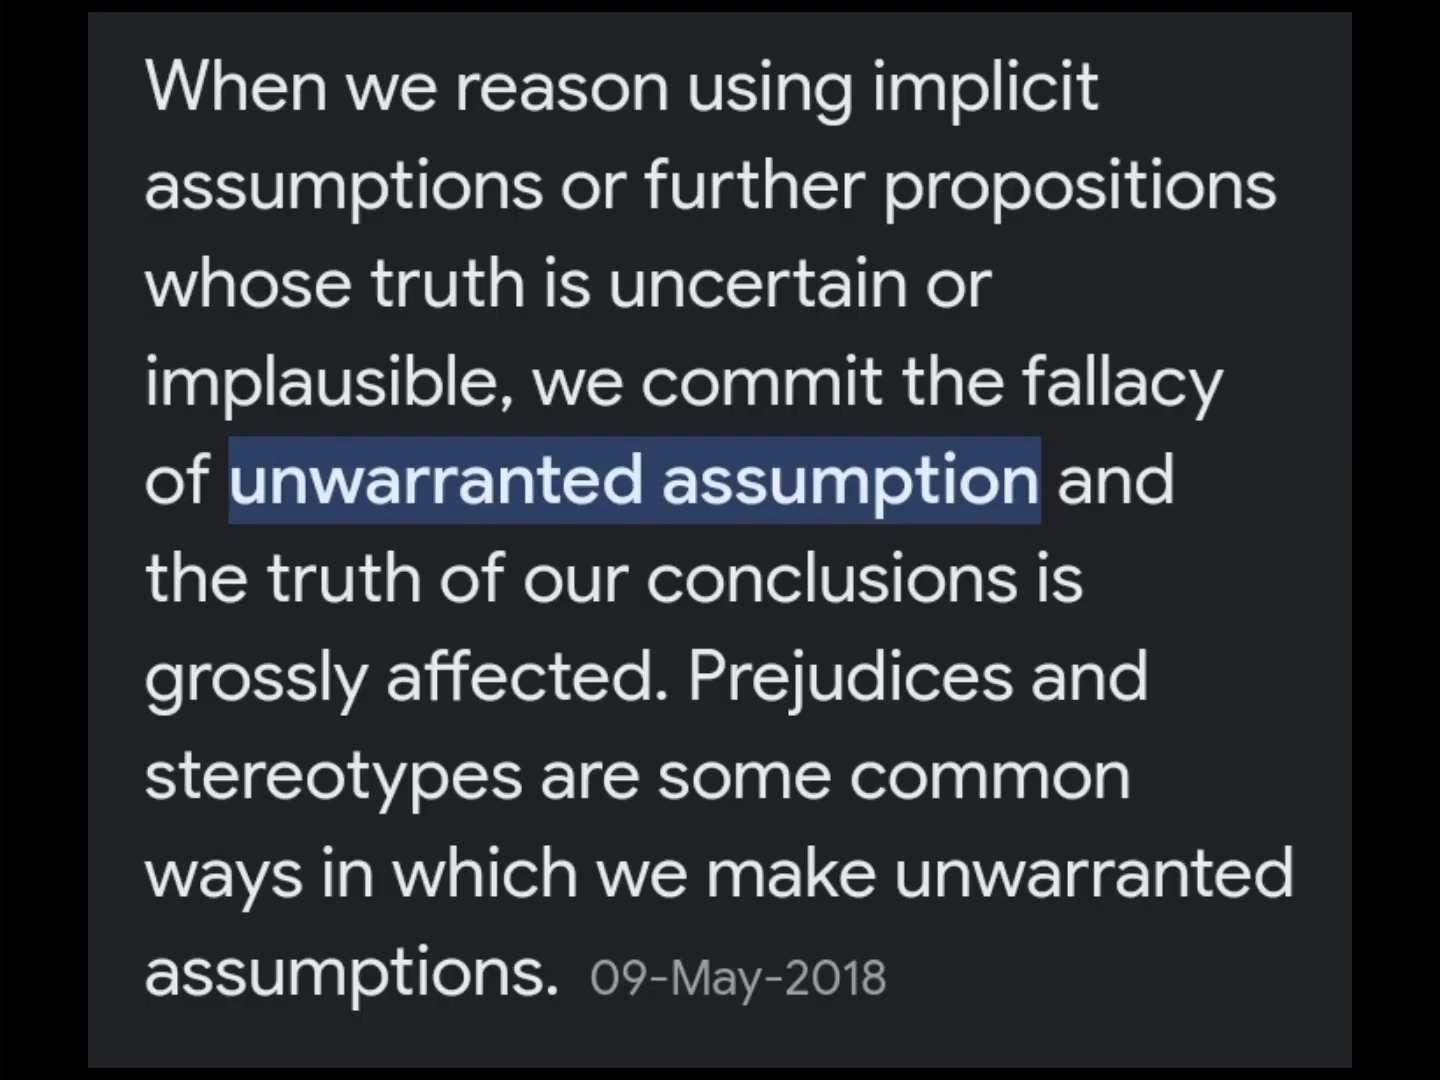 When we reason using implicit
assumptions or further propositions
whose truth is uncertain or
implausible, we commit the fallacy
of unwarranted assumption and
the truth of our conclusions is
grossly affected. Prejudices and
stereotypes are some common
ways in which we make unwarranted
assumptions. 09-May-2018